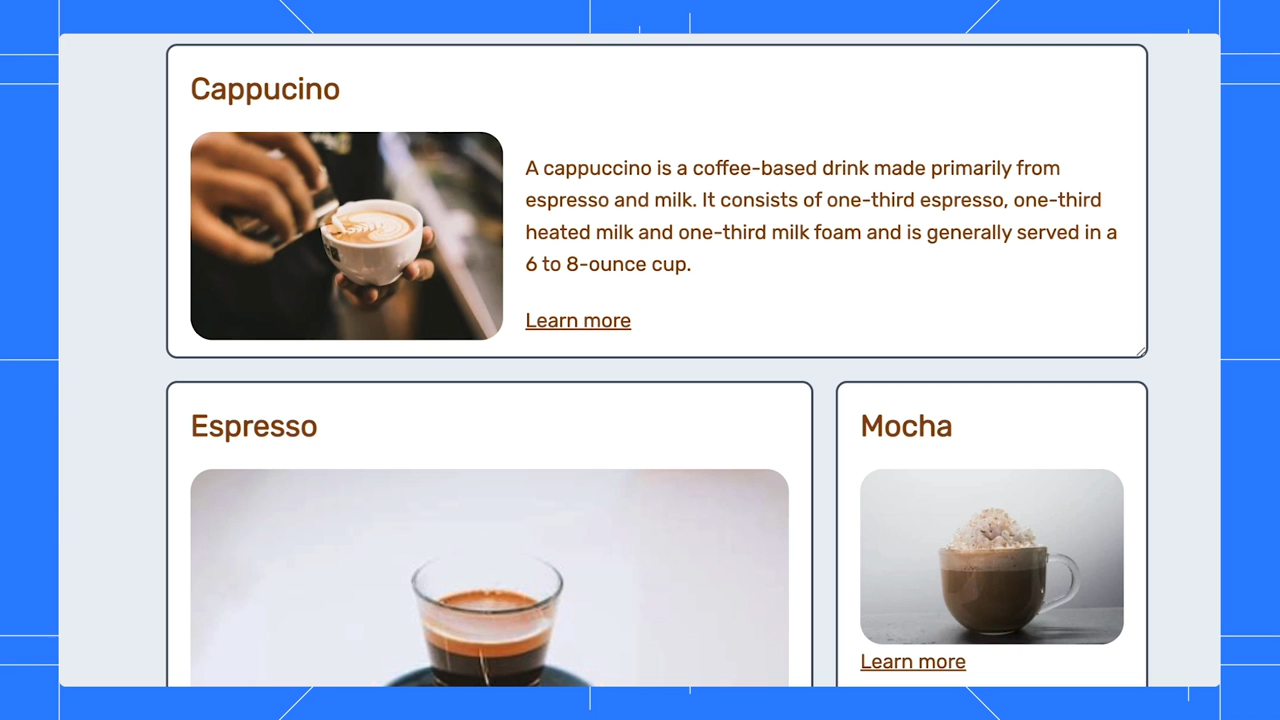 Cappucino
A cappuccino is a coffee-based drink made primarily from
espresso and milk. It consists of one-third espresso, one-third
heated milk and one-third milk foam and is generally served in a
6 to 8-ounce cup.
Learn more
Espresso
Mocha
Learn more